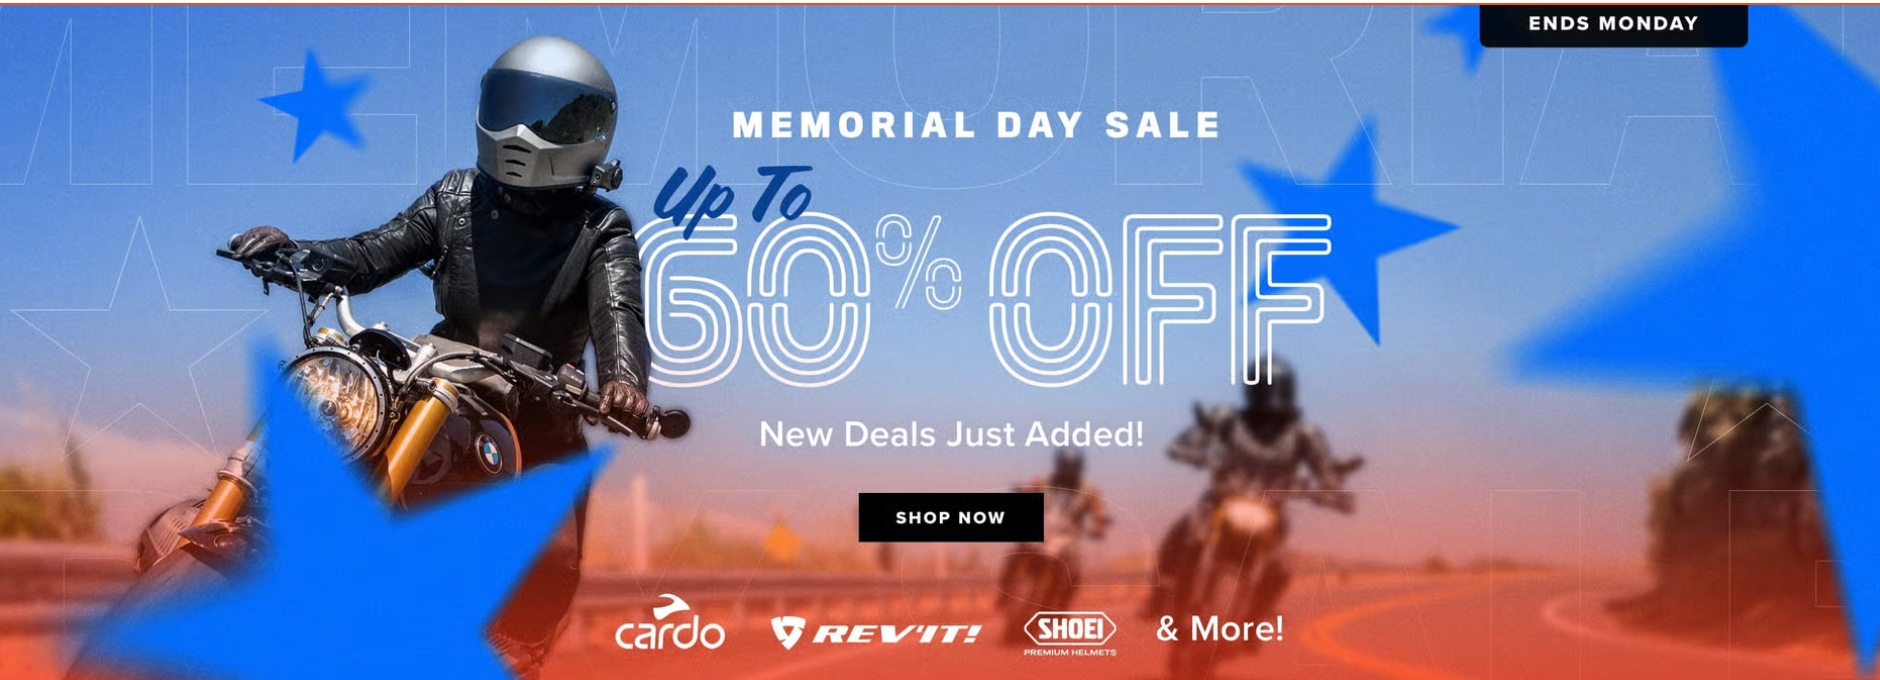 ENDS MONDAY
MEMORIAL DAY SALE
Up To
60% OFF
New Deals Just Added!
SHOP NOW
cardo REV'IT! SHOEI & More!
PREMIUM HELMETS